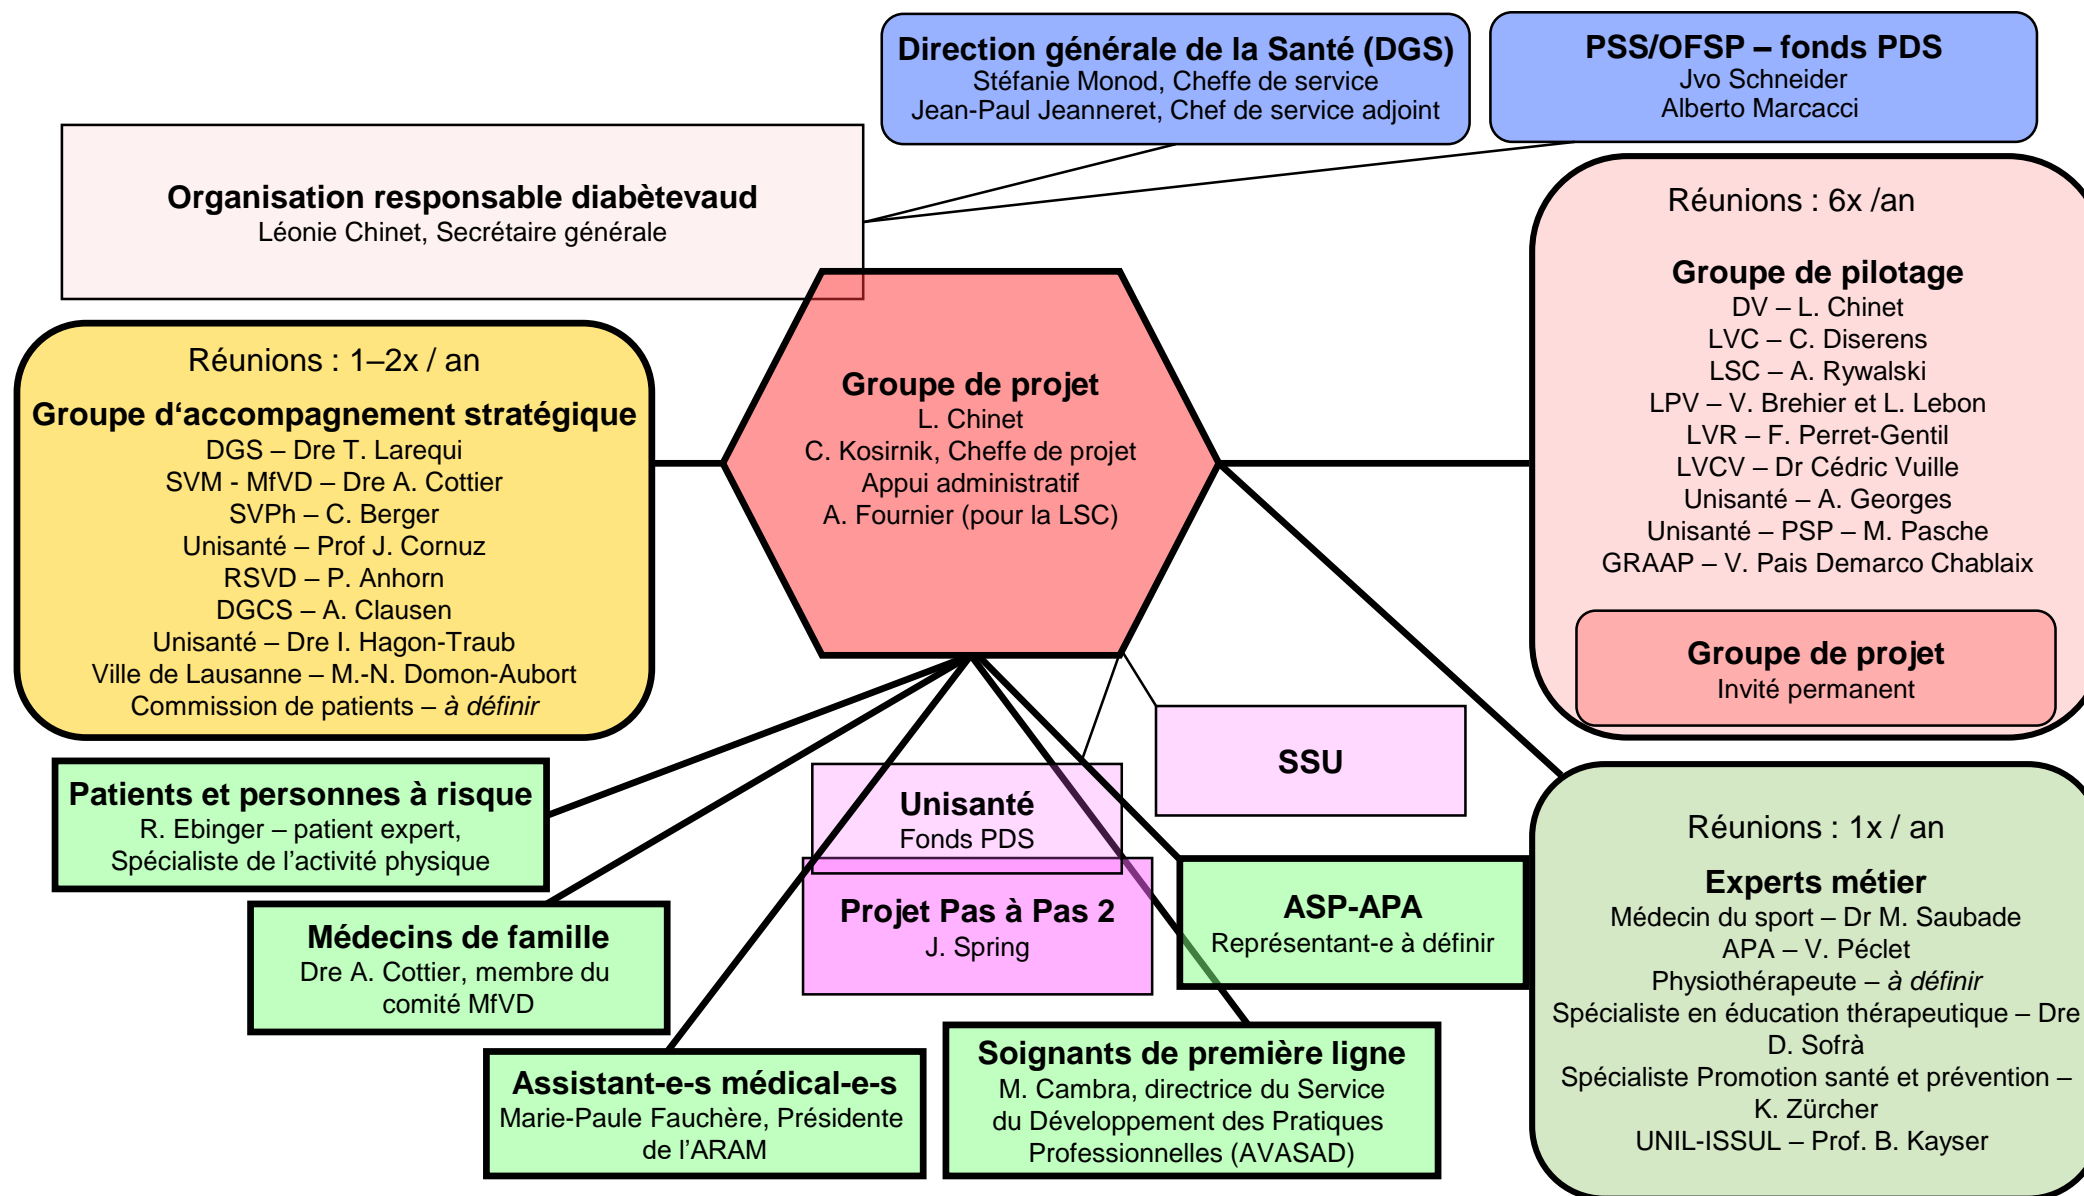 Direction générale de la Santé (DGS)
Stéfanie Monod, Cheffe de service
Jean-Paul Jeanneret, Chef de service adjoint
PSS/OFSP – fonds PDS
Jvo Schneider
Alberto Marcacci
Organisation responsable diabètevaud
Léonie Chinet, Secrétaire générale
Réunions : 6x /an
Groupe de pilotage
DV – L. Chinet
LVC – C. Diserens
LSC – A. Rywalski
LPV – V. Brehier et L. Lebon
LVR – F. Perret-Gentil
LVCV – Dr Cédric Vuille
Unisanté – A. Georges
Unisanté – PSP – M. Pasche
GRAAP – V. Pais Demarco Chablaix
Groupe de projet
Invité permanent
Réunions : 1–2x / an
Groupe d‘accompagnement stratégique
DGS – Dre T. Larequi
SVM - MfVD – Dre A. Cottier
SVPh – C. Berger
Unisanté – Prof J. Cornuz
RSVD – P. Anhorn
DGCS – A. Clausen
Unisanté – Dre I. Hagon-Traub
Ville de Lausanne – M.-N. Domon-Aubort
Commission de patients – à définir
Groupe de projet
L. Chinet
C. Kosirnik, Cheffe de projet
Appui administratif
A. Fournier (pour la LSC)
SSU
Unisanté
Fonds PDS
Projet Pas à Pas 2
J. Spring
Patients et personnes à risque
R. Ebinger – patient expert,
Spécialiste de l’activité physique
Médecins de famille
Dre A. Cottier, membre du
comité MfVD
Assistant-e-s médical-e-s
Marie-Paule Fauchère, Présidente
de l’ARAM
Soignants de première ligne
M. Cambra, directrice du Service
du Développement des Pratiques
Professionnelles (AVASAD)
ASP-APA
Représentant-e à définir
Réunions : 1x / an
Experts métier
Médecin du sport – Dr M. Saubade
APA – V. Péclet
Physiothérapeute – à définir
Spécialiste en éducation thérapeutique – Dre
D. Sofrà
Spécialiste Promotion santé et prévention –
K. Zürcher
UNIL-ISSUL – Prof. B. Kayser